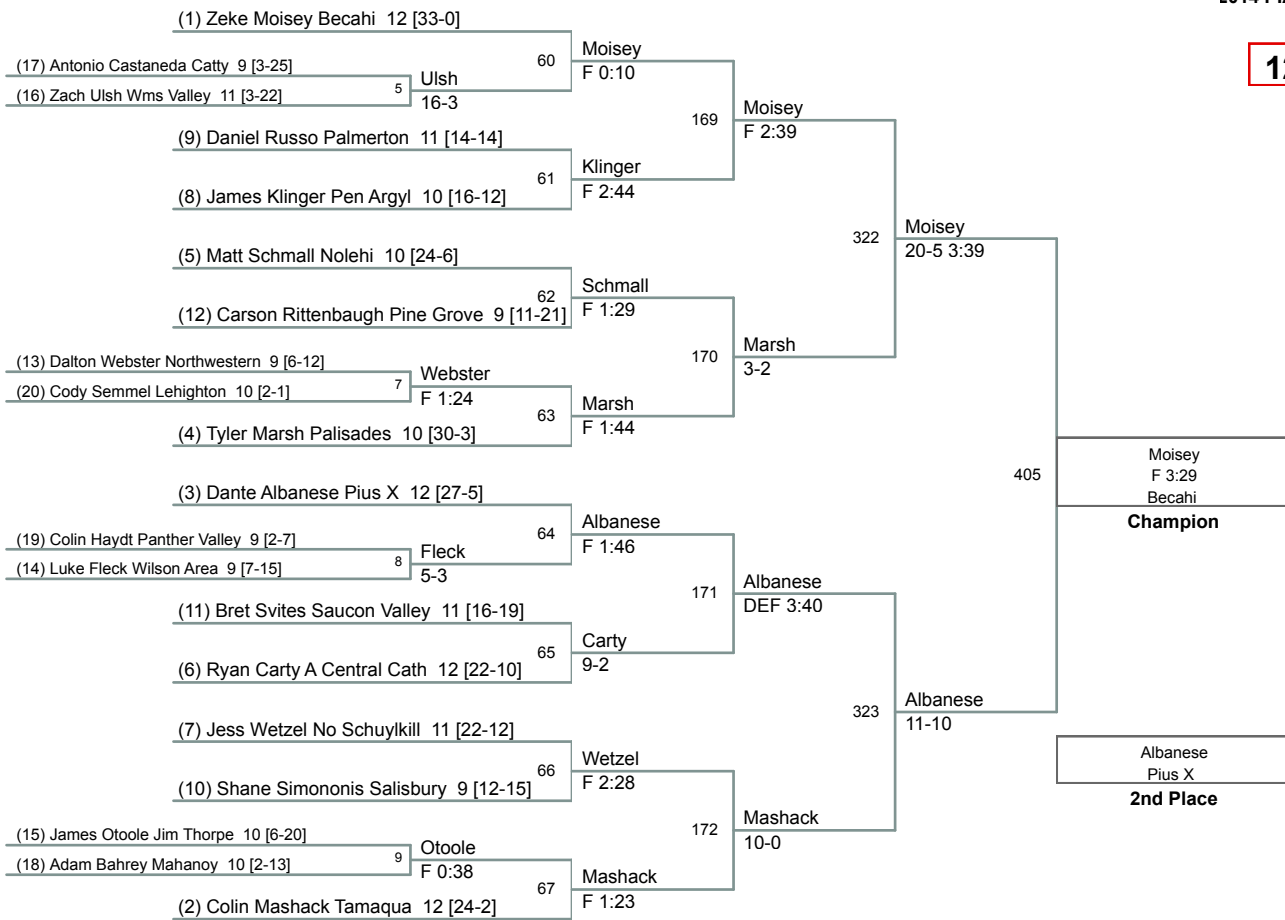 (1) Zeke Moisey Becahi 12 [33-0]
60
Moisey
F 0:10
(17) Antonio Castaneda Catty 9 [3-25]
5
Ulsh
16-3
(16) Zach Ulsh Wms Valley 11 [3-22]
169
Moisey
F 2:39
(9) Daniel Russo Palmerton 11 [14-14]
61
Klinger
F 2:44
(8) James Klinger Pen Argyl 10 [16-12]
322
Moisey
20-5 3:39
(5) Matt Schmall Nolehi 10 [24-6]
62
Schmall
F 1:29
(12) Carson Rittenbaugh Pine Grove 9 [11-21]
170
Marsh
3-2
(13) Dalton Webster Northwestern 9 [6-12]
7
Webster
F 1:24
(20) Cody Semmel Lehighton 10 [2-1]
63
Marsh
F 1:44
(4) Tyler Marsh Palisades 10 [30-3]
405
Moisey
F 3:29
Becahi
Champion
(3) Dante Albanese Pius X 12 [27-5]
64
Albanese
F 1:46
(19) Colin Haydt Panther Valley 9 [2-7]
8
Fleck
5-3
(14) Luke Fleck Wilson Area 9 [7-15]
171
Albanese
DEF 3:40
(11) Bret Svites Saucon Valley 11 [16-19]
65
Carty
9-2
(6) Ryan Carty A Central Cath 12 [22-10]
323
Albanese
11-10
(7) Jess Wetzel No Schuylkill 11 [22-12]
66
Wetzel
F 2:28
(10) Shane Simononis Salisbury 9 [12-15]
172
Mashack
10-0
(15) James Otoole Jim Thorpe 10 [6-20]
9
Otoole
F 0:38
(18) Adam Bahrey Mahanoy 10 [2-13]
67
Mashack
F 1:23
(2) Colin Mashack Tamaqua 12 [24-2]
Albanese
Pius X
2nd Place